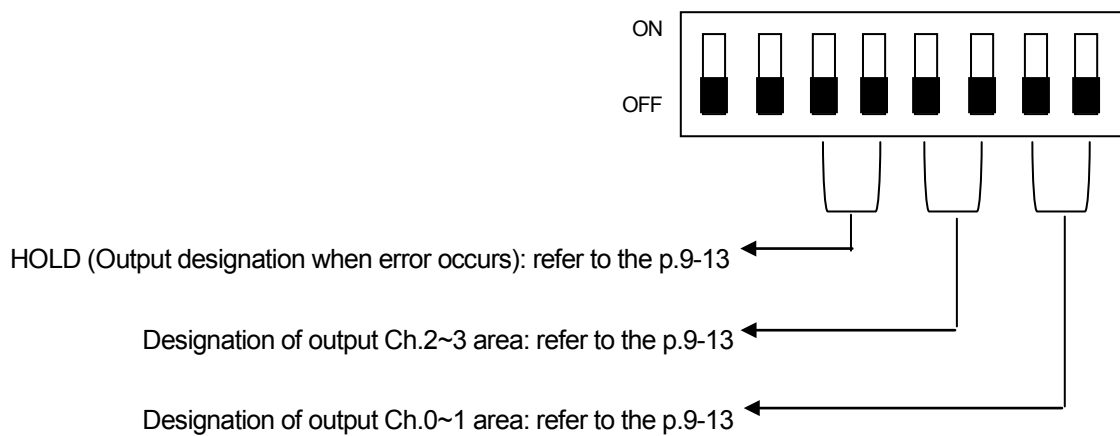 ON
OFF
HOLD (Output designation when error occurs): refer to the p.9-13
Designation of output Ch.2~3 area: refer to the p.9-13
Designation of output Ch.0~1 area: refer to the p.9-13